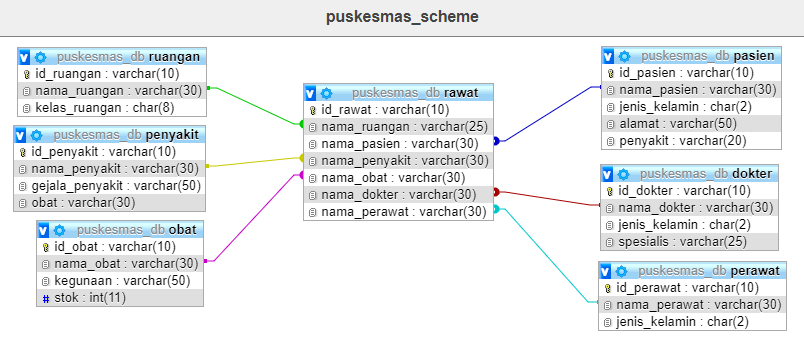 puskesmas_scheme
puskesmas_db ruangan
id_ruangan : varchar(10)
nama_ruangan : varchar(30)
kelas_ruangan : char(8)
puskesmas_db penyakit
id_penyakit : varchar(10)
nama_penyakit : varchar(30)
gejala_penyakit : varchar(50)
obat : varchar(30)
puskesmas_db obat
id_obat : varchar(10)
nama_obat : varchar(30)
kegunaan : varchar(50)
# stok : int(11)
puskesmas_db rawat
id_rawat : varchar(10)
nama_ruangan : varchar(25)
nama_pasien : varchar(30)
nama_penyakit : varchar(30)
nama_obat : varchar(30)
nama_dokter : varchar(30)
nama_perawat : varchar(30)
puskesmas_db pasien
id_pasien : varchar(10)
nama_pasien : varchar(30)
jenis_kelamin : char(2)
alamat : varchar(50)
penyakit : varchar(20)
puskesmas_db dokter
id_dokter : varchar(10)
nama_dokter : varchar(30)
jenis_kelamin : char(2)
spesialis : varchar(25)
puskesmas_db perawat
id_perawat : varchar(10)
nama_perawat : varchar(30)
jenis_kelamin : char(2)